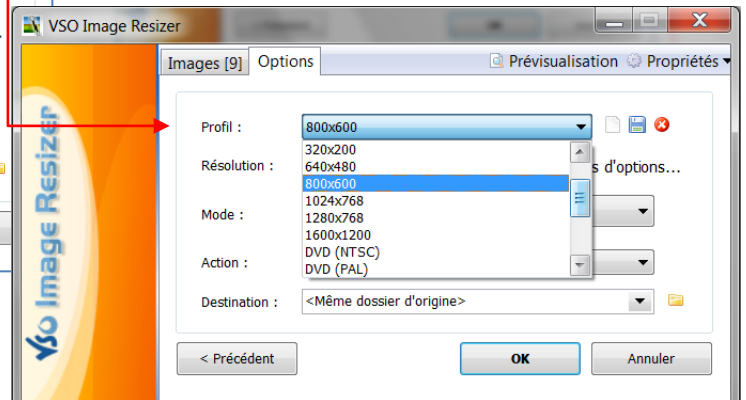 VSO Image Resizer
Images [9] Options Prévisualisation Propriétés
VSO Image Resizer
Profil : 800x600
320x200
Résolution : 640x480 s d'options...
800x600
1024x768
Mode : 1280x768
1600x1200
DVD (NTSC)
Action : DVD (PAL)
Destination : <Même dossier d'origine>
< Précédent OK Annuler